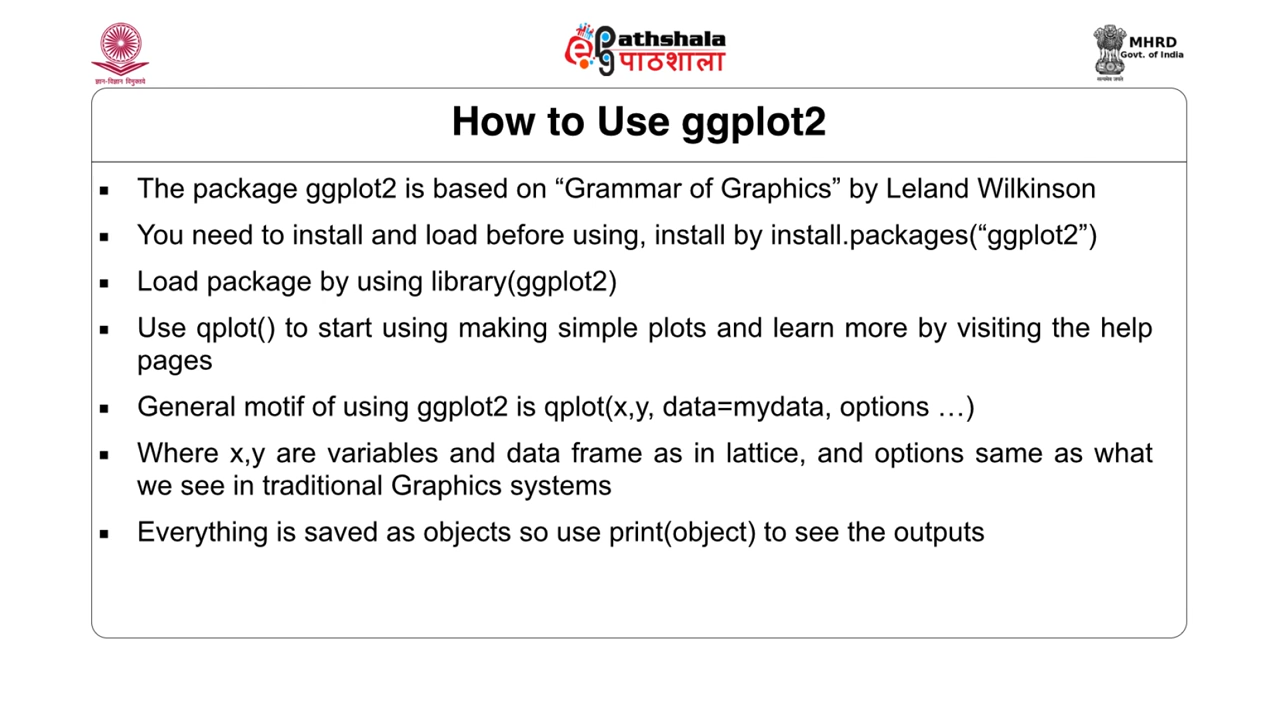 ज्ञान-विज्ञान विमुक्तये
ePathshala
पाठशाला
MHRD
Govt. of India
सत्यमेव जयते
How to Use ggplot2
▪ The package ggplot2 is based on “Grammar of Graphics” by Leland Wilkinson
▪ You need to install and load before using, install by install.packages(“ggplot2”)
▪ Load package by using library(ggplot2)
▪ Use qplot() to start using making simple plots and learn more by visiting the help
pages
▪ General motif of using ggplot2 is qplot(x,y, data=mydata, options …)
▪ Where x,y are variables and data frame as in lattice, and options same as what
we see in traditional Graphics systems
▪ Everything is saved as objects so use print(object) to see the outputs